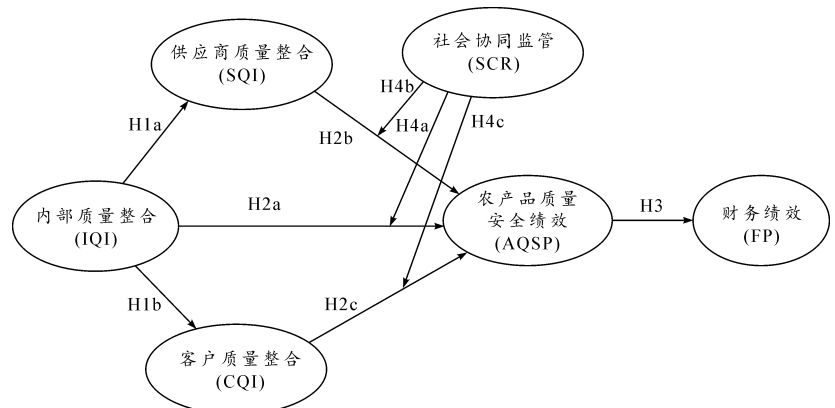 供应商质量整合
(SQI)
社会协同监管
(SCR)
H4b
H1a
H4a
H4c
H2b
内部质量整合
(IQI)
H2a
农产品质量
安全绩效
(AQSP)
H3
财务绩效
(FP)
H1b
H2c
客户质量整合
(CQI)